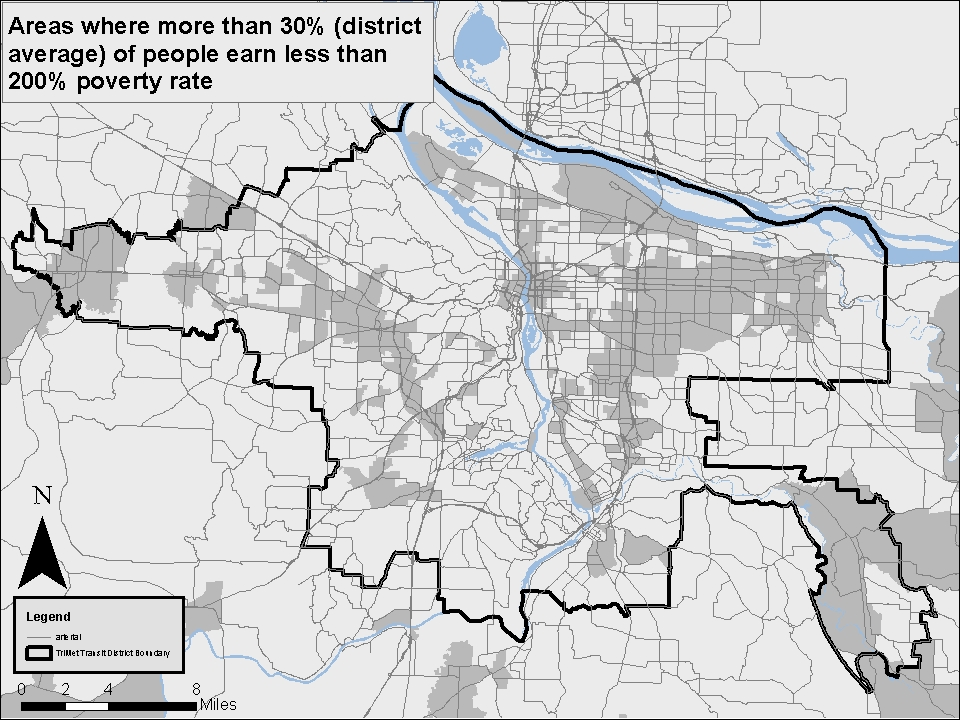 Areas where more than 30% (district
average) of people earn less than
200% poverty rate
N
Legend
arterial
TriMet Transit District Boundary
0 2 4 8
Miles